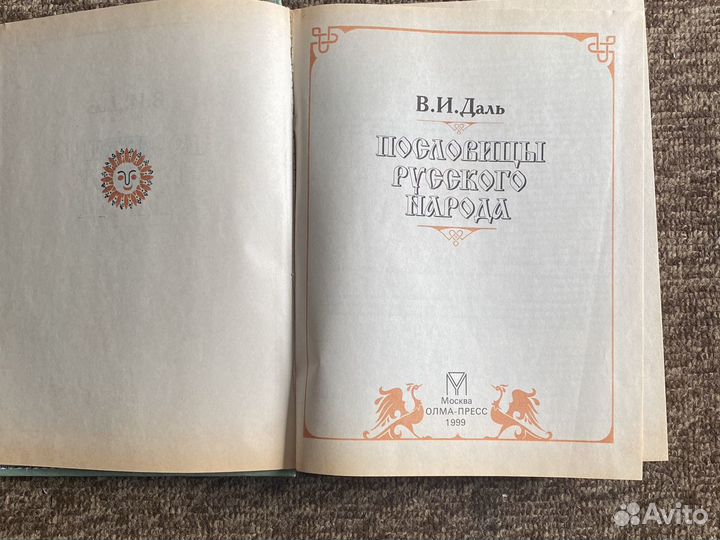 В.И.Даль
ПОСЛОВИЦЫ
РУССКОГО
НАРОДА
Москва
ОЛМА-ПРЕСС
1999
Avito